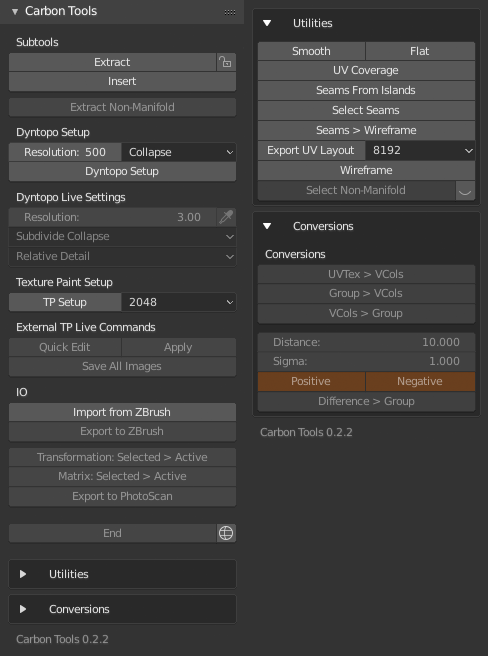 Carbon Tools
Subtools
Extract
Insert
Extract Non-Manifold
Dyntopo Setup
Resolution: 500 Collapse
Dyntopo Setup
Dyntopo Live Settings
Resolution: 3.00
Subdivide Collapse
Relative Detail
Texture Paint Setup
TP Setup 2048
External TP Live Commands
Quick Edit Apply
Save All Images
IO
Import from ZBrush
Export to ZBrush
Transformation: Selected > Active
Matrix: Selected > Active
Export to PhotoScan
End
Utilities
Conversions
Carbon Tools 0.2.2
Utilities
Smooth Flat
UV Coverage
Seams From Islands
Select Seams
Seams > Wireframe
Export UV Layout 8192
Wireframe
Select Non-Manifold
Conversions
Conversions
UVTex > VCols
Group > VCols
VCols > Group
Distance: 10.000
Sigma: 1.000
Positive Negative
Difference > Group
Carbon Tools 0.2.2